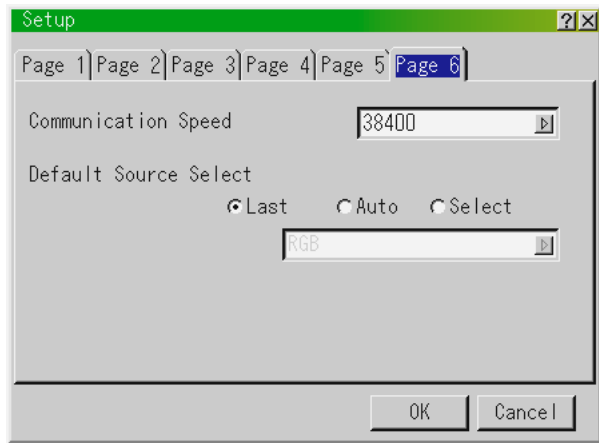 Setup ? X
Page 1 Page 2 Page 3 Page 4 Page 5 Page 6
Communication Speed 38400
Default Source Select
Last Auto Select
RGB
OK Cancel